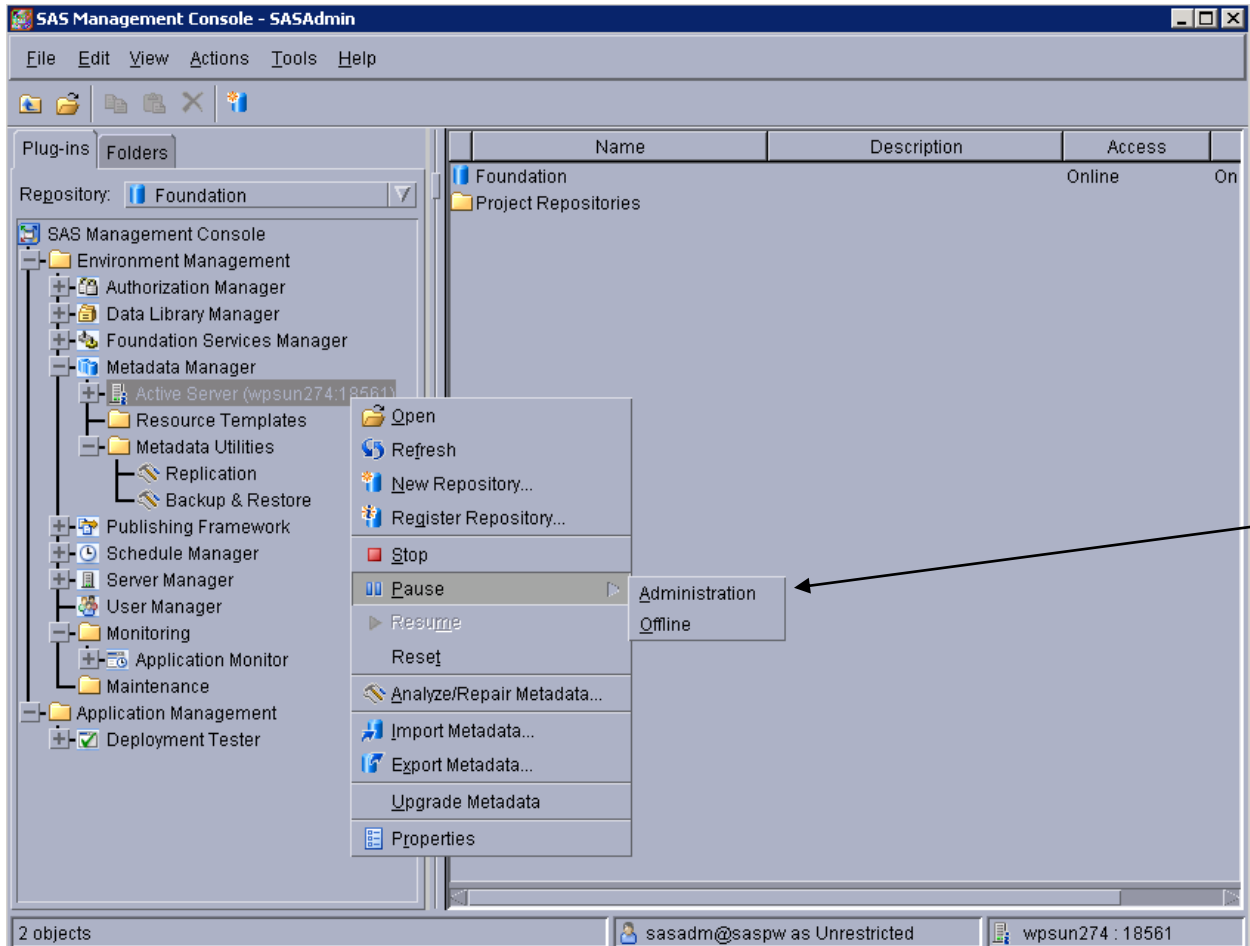 SAS Management Console - SASAdmin
File Edit View Actions Tools Help
Plug-ins Folders
Repository: Foundation
SAS Management Console
Environment Management
Authorization Manager
Data Library Manager
Foundation Services Manager
Metadata Manager
Active Server (wpsun274:18561)
Resource Templates
Metadata Utilities
Replication
Backup & Restore
Publishing Framework
Schedule Manager
Server Manager
User Manager
Monitoring
Application Monitor
Maintenance
Application Management
Deployment Tester
Name Description Access
Foundation Online On
Project Repositories
Open
Refresh
New Repository...
Register Repository...
Stop
Pause
Resume
Reset
Analyze/Repair Metadata...
Import Metadata...
Export Metadata...
Upgrade Metadata
Properties
Administration
Offline
2 objects
sasadm@saspw as Unrestricted
wpsun274 : 18561